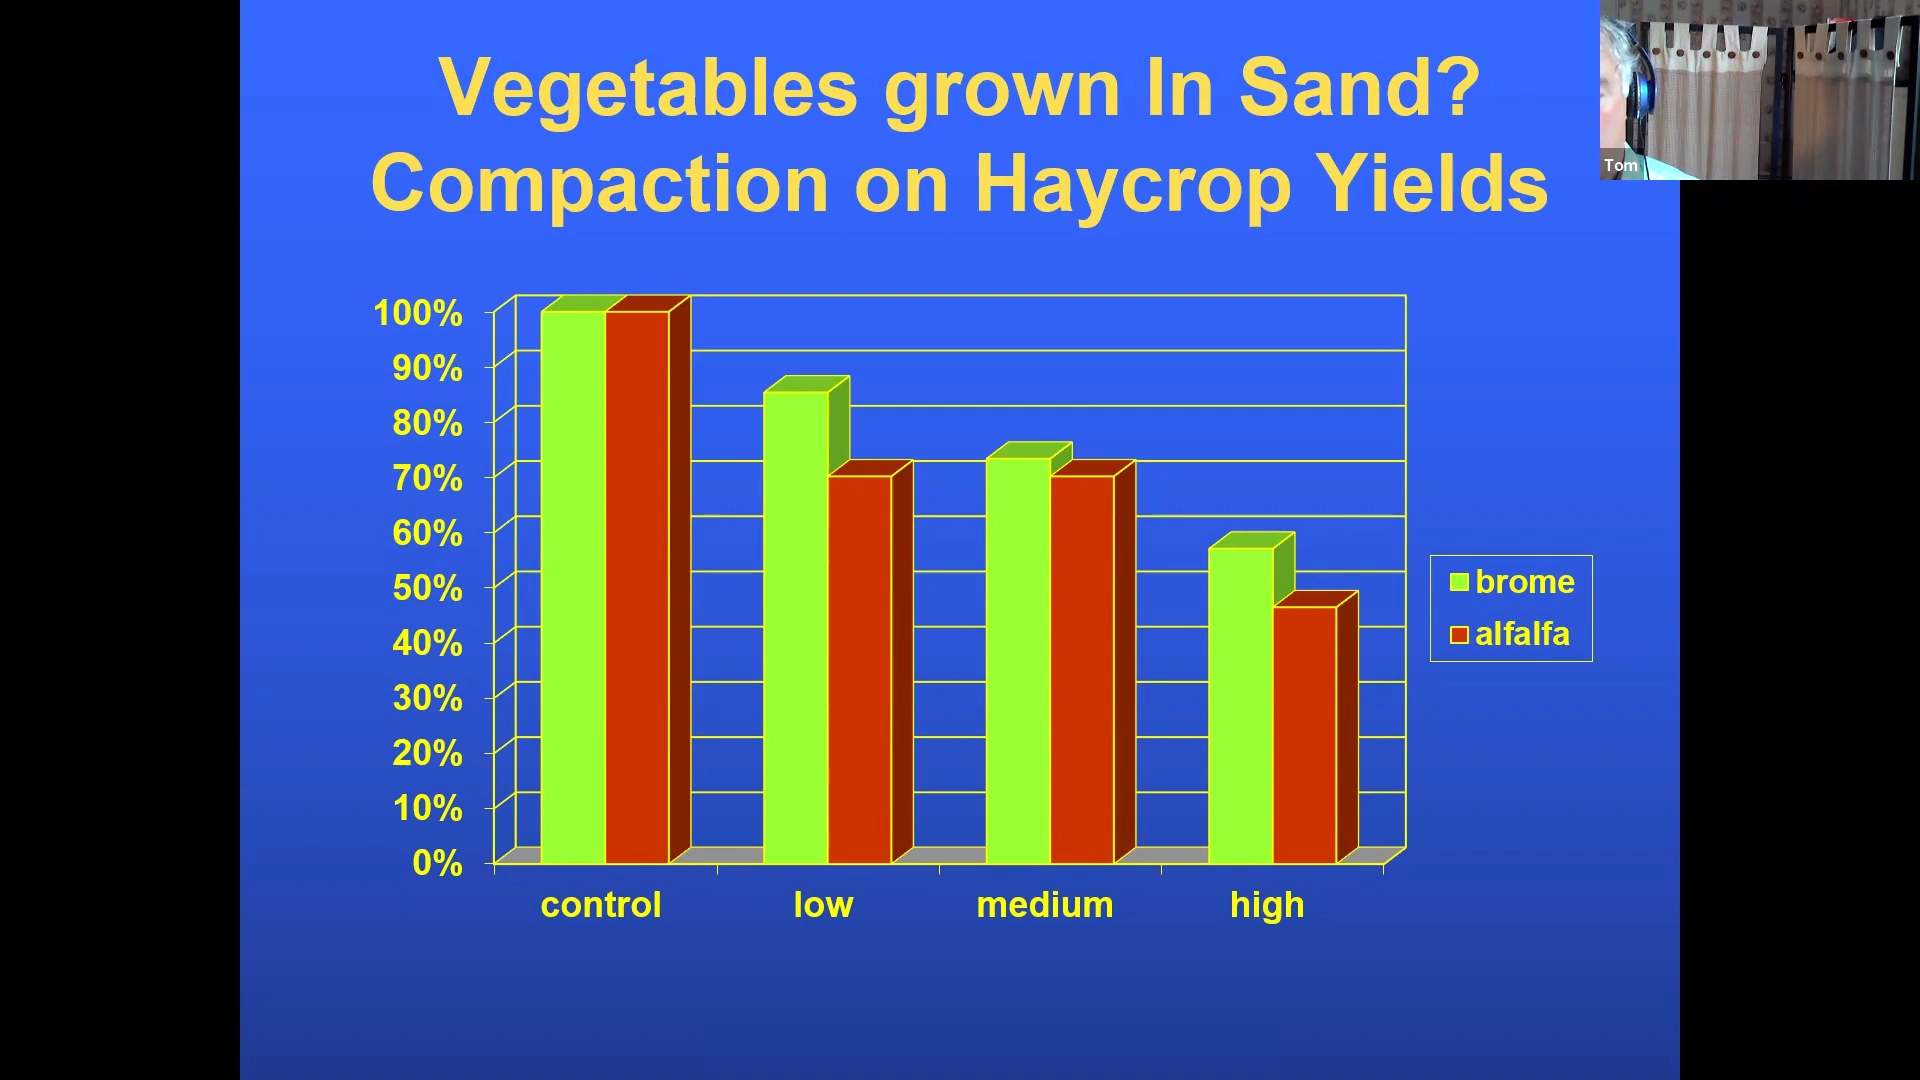 Vegetables grown In Sand?
Compaction on Haycrop Yields
Tom
100%
90%
80%
70%
60%
50%
40%
30%
20%
10%
0%
control
low
medium
high
brome
alfalfa